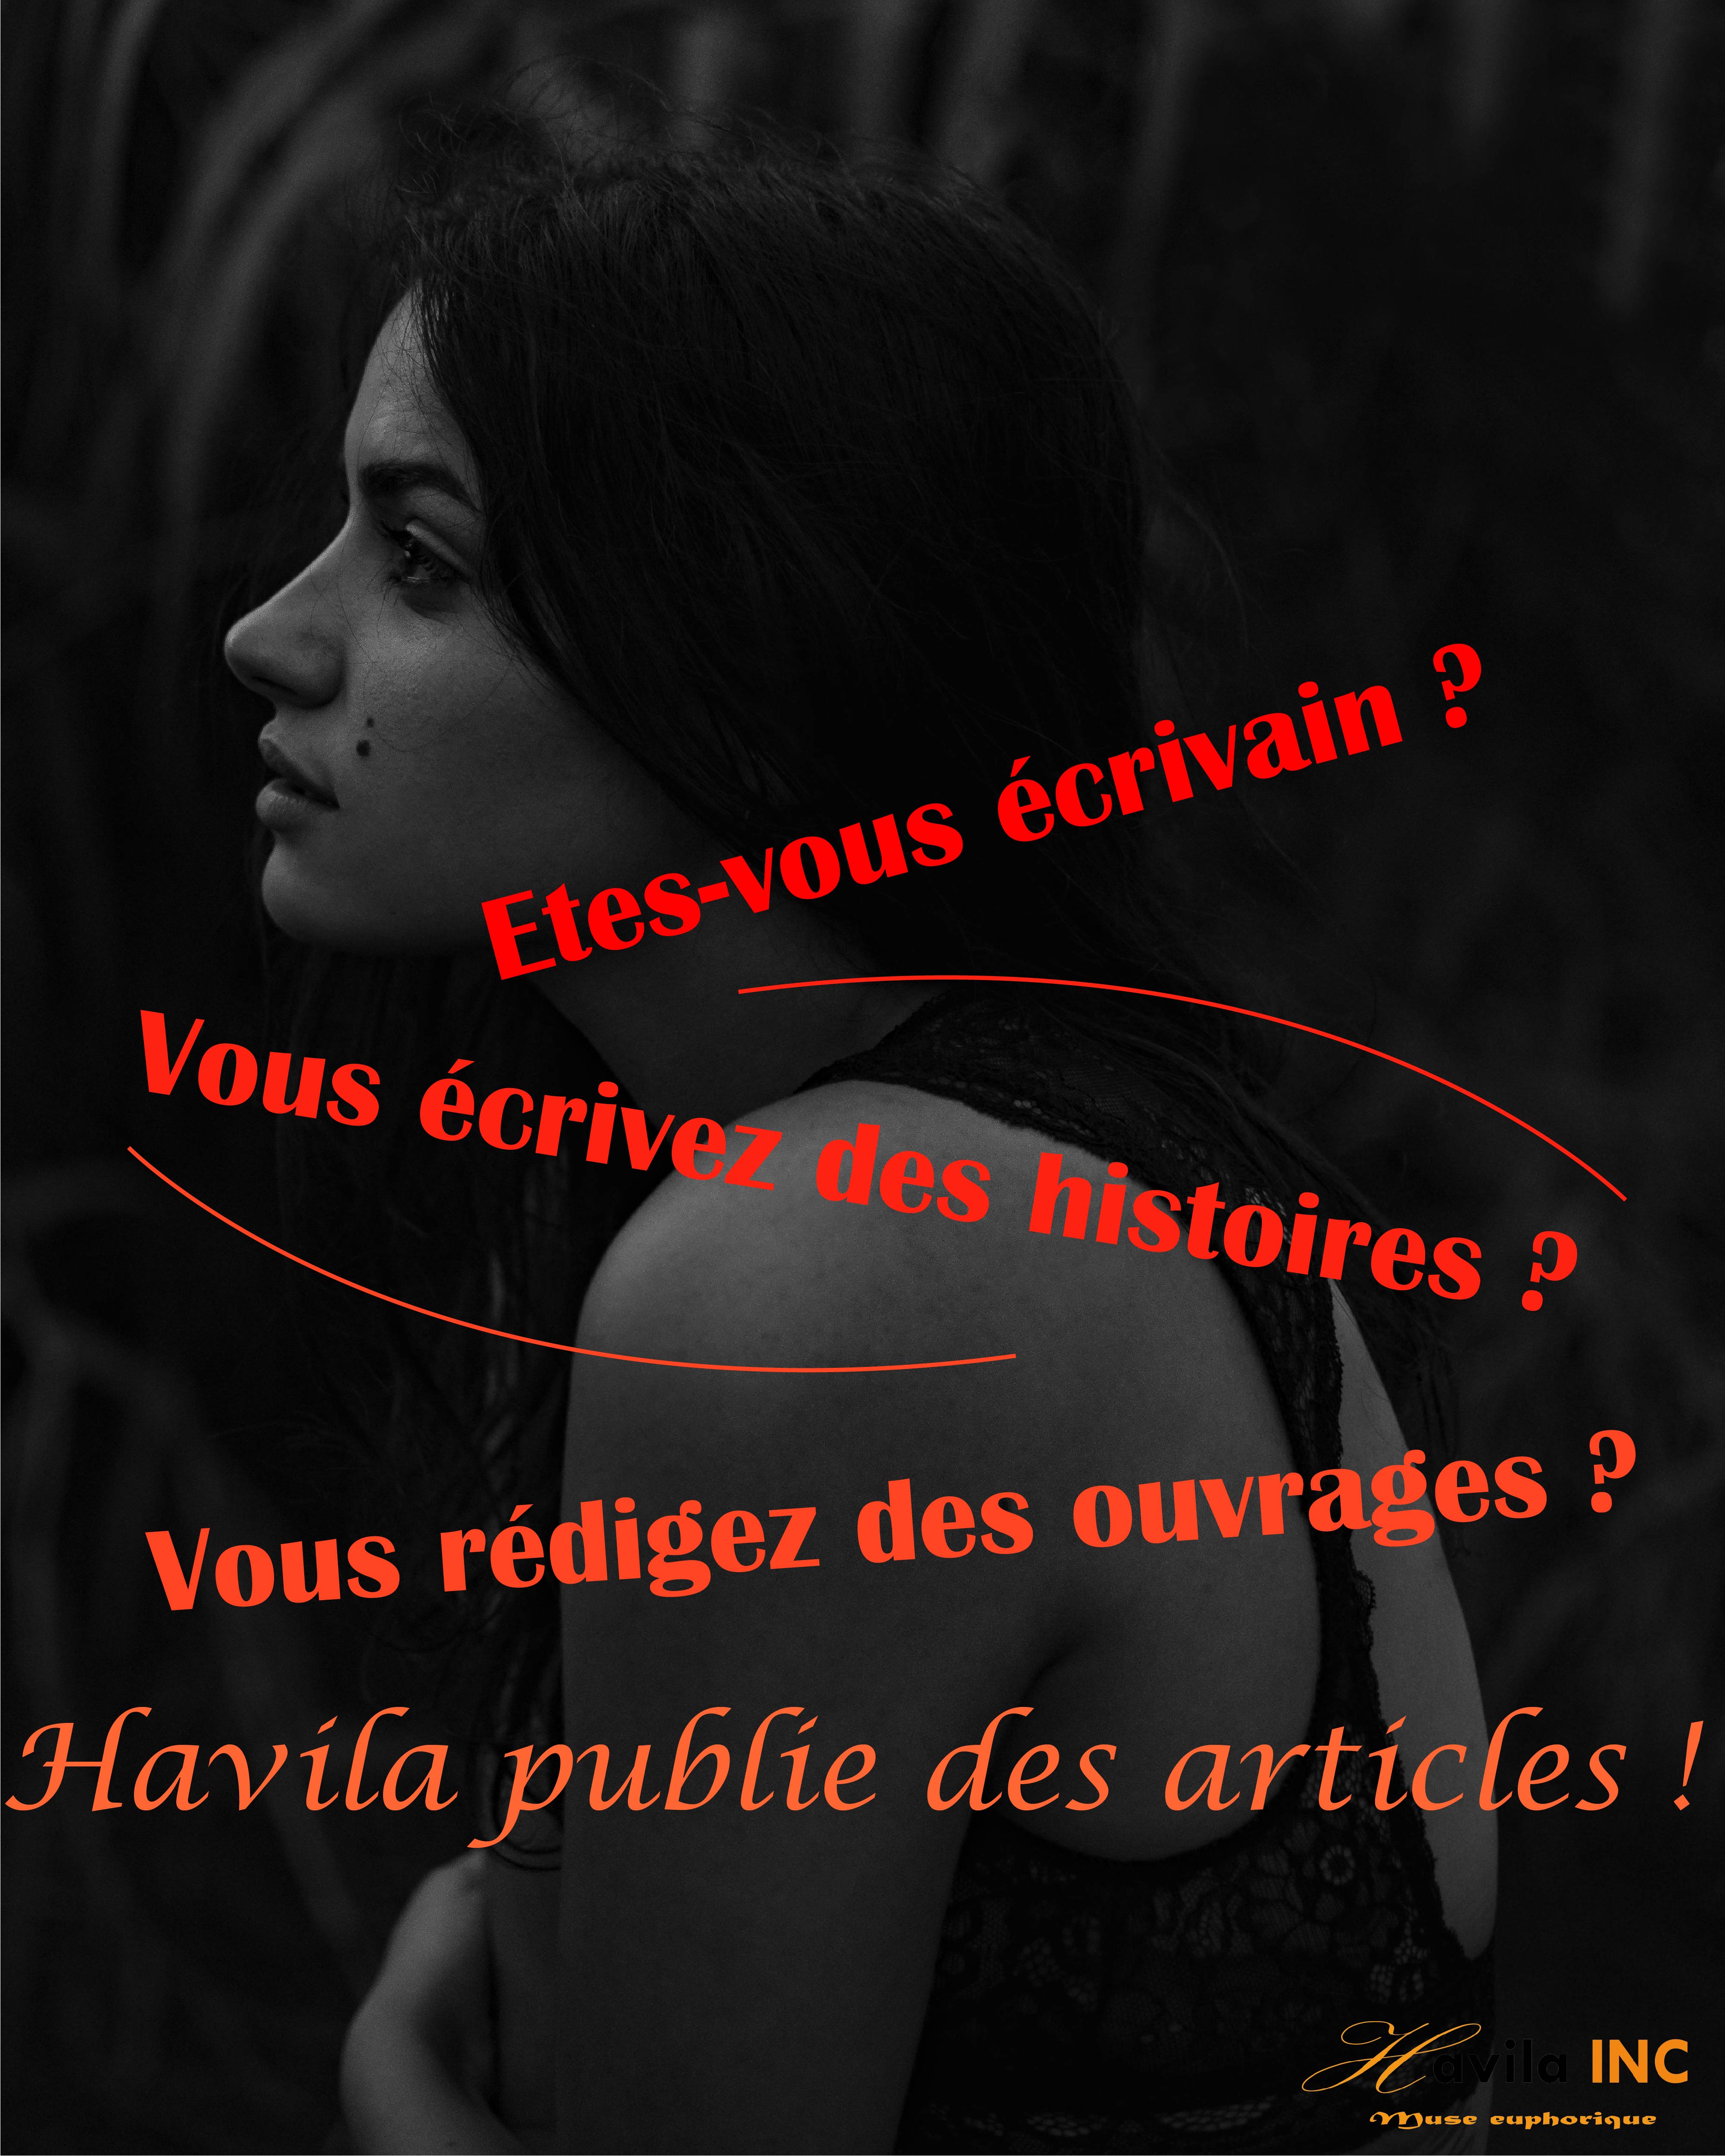 Etes-vous écrivain ?
Vous écrivez des histoires ?
Vous rédigez des ouvrages ?
Havila publie des articles !
Havila INC
Muse euphorique